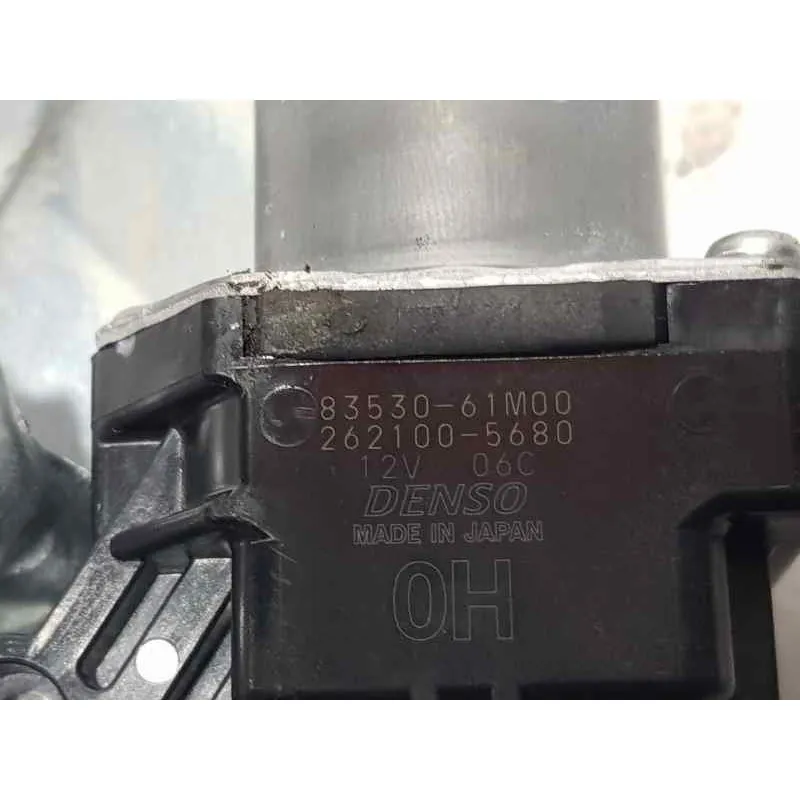 83530-61M00
262100-5680
12V 06C
DENSO
MADE IN JAPAN
0H